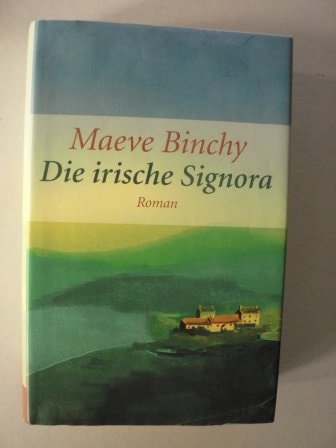 Maeve Binchy
Die irische Signora
Roman